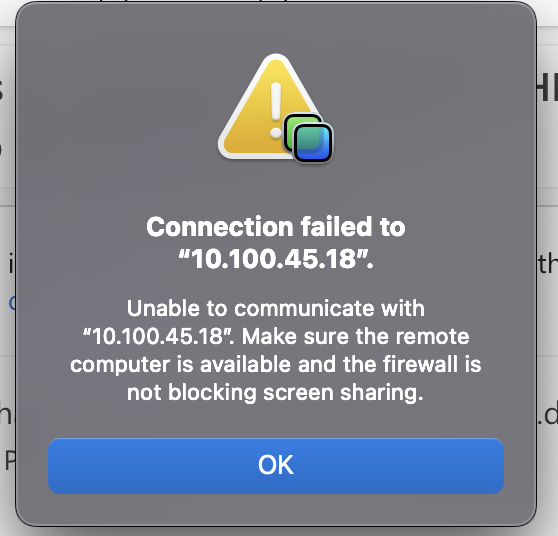 Connection failed to
“10.100.45.18”.
Unable to communicate with
“10.100.45.18”. Make sure the remote
computer is available and the firewall is
not blocking screen sharing.
OK